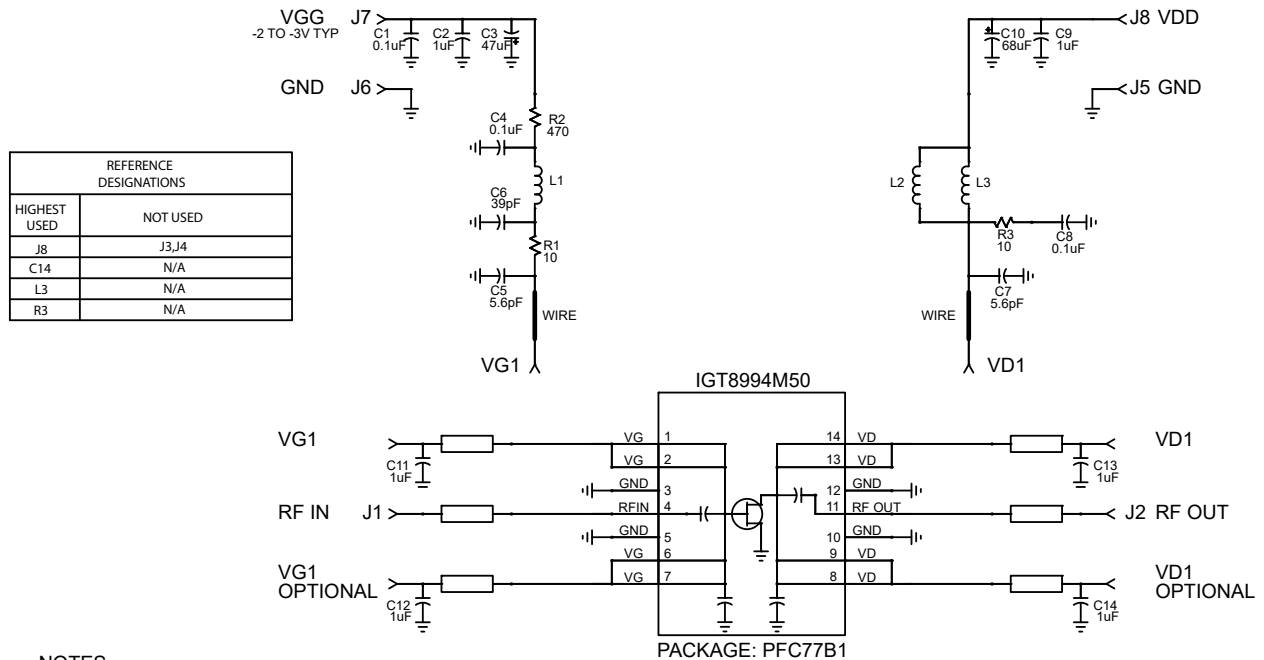 VGG J7
-2 TO -3V TYP
C1
0.1uF
C2
1uF
C3
47uF
+
GND J6
C4
0.1uF
R2
470
L1
C6
39pF
R1
10
C5
5.6pF
WIRE
VG1
J8 VDD
+
C10
68uF
C9
1uF
J5 GND
L2
L3
R3
10
C8
0.1uF
C7
5.6pF
WIRE
VD1
REFERENCE
DESIGNATIONS
HIGHEST
USED
NOT USED
J8 J3,J4
C14 N/A
L3 N/A
R3 N/A
IGT8994M50
VG1
C11
1uF
RF IN J1
VG1
OPTIONAL
C12
1uF
VG 1
VG 2
GND 3
RFIN 4
GND 5
VG 6
VG 7
14 VD
13 VD
12 GND
11 RF OUT
10 GND
9 VD
8 VD
VD1
C13
1uF
J2 RF OUT
VD1
OPTIONAL
C14
1uF
PACKAGE: PFC77B1